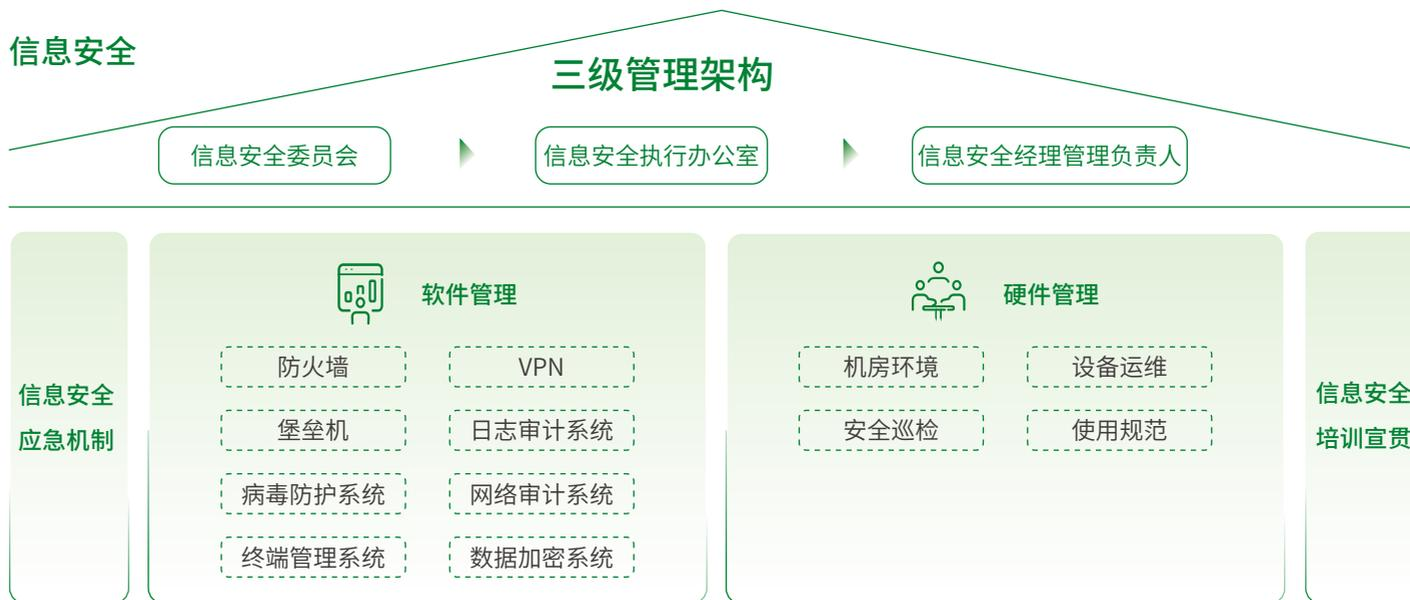 信息安全
三级管理架构
信息安全委员会
信息安全执行办公室
信息安全经理管理负责人
信息安全
应急机制
软件管理
防火墙
VPN
堡垒机
日志审计系统
病毒防护系统
网络审计系统
终端管理系统
数据加密系统
硬件管理
机房环境
设备运维
安全巡检
使用规范
信息安全
培训宣贯